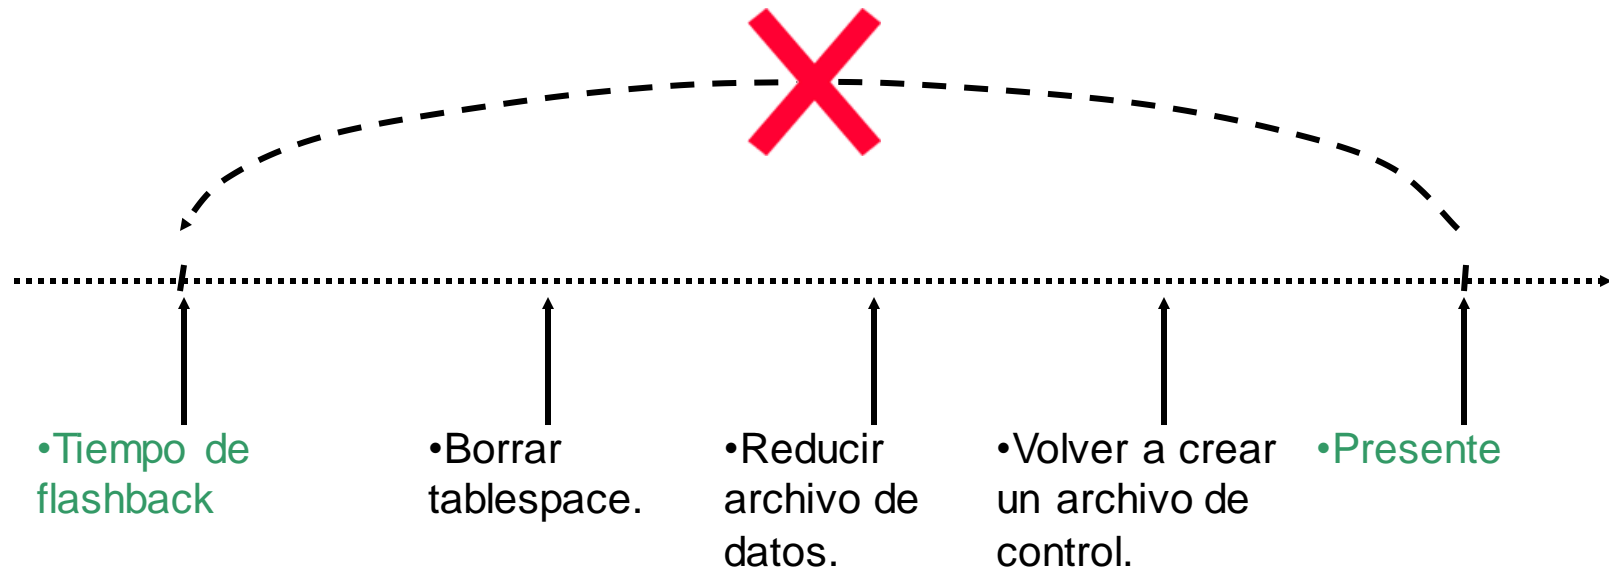 •Tiempo de
flashback
•Borrar
tablespace.
•Reducir
archivo de
datos.
•Volver a crear
un archivo de
control.
•Presente